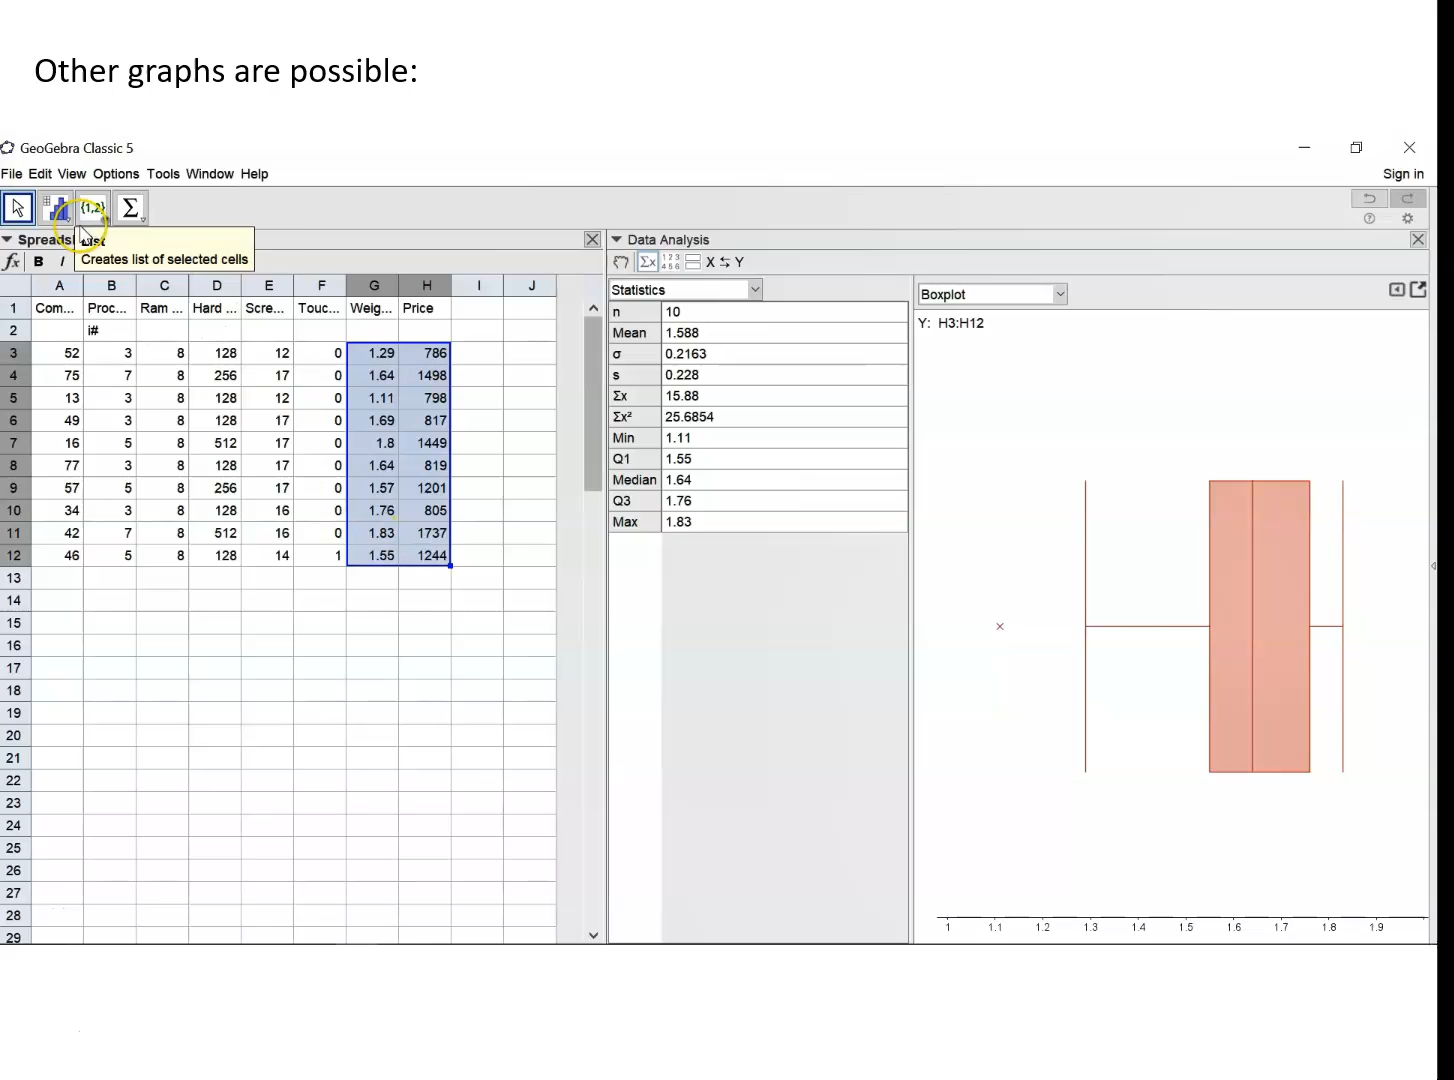 Other graphs are possible:
GeoGebra Classic 5
File Edit View Options Tools Window Help
Sign in
{1,2} Σ
List
Creates list of selected cells
Data Analysis
fx B I
Σx 123 456 X ⇆ Y
A B C D E F G H I J
1 Com... Proc... Ram ... Hard ... Scre... Touc... Weig... Price
2 i#
3 52 3 8 128 12 0 1.29 786
4 75 7 8 256 17 0 1.64 1498
5 13 3 8 128 12 0 1.11 798
6 49 3 8 128 17 0 1.69 817
7 16 5 8 512 17 0 1.8 1449
8 77 3 8 128 17 0 1.64 819
9 57 5 8 256 17 0 1.57 1201
10 34 3 8 128 16 0 1.76 805
11 42 7 8 512 16 0 1.83 1737
12 46 5 8 128 14 1 1.55 1244
13
14
15
16
17
18
19
20
21
22
23
24
25
26
27
28
29
Statistics
n 10
Mean 1.588
σ 0.2163
s 0.228
Σx 15.88
Σx² 25.6854
Min 1.11
Q1 1.55
Median 1.64
Q3 1.76
Max 1.83
Boxplot
Y: H3:H12
1 1.1 1.2 1.3 1.4 1.5 1.6 1.7 1.8 1.9